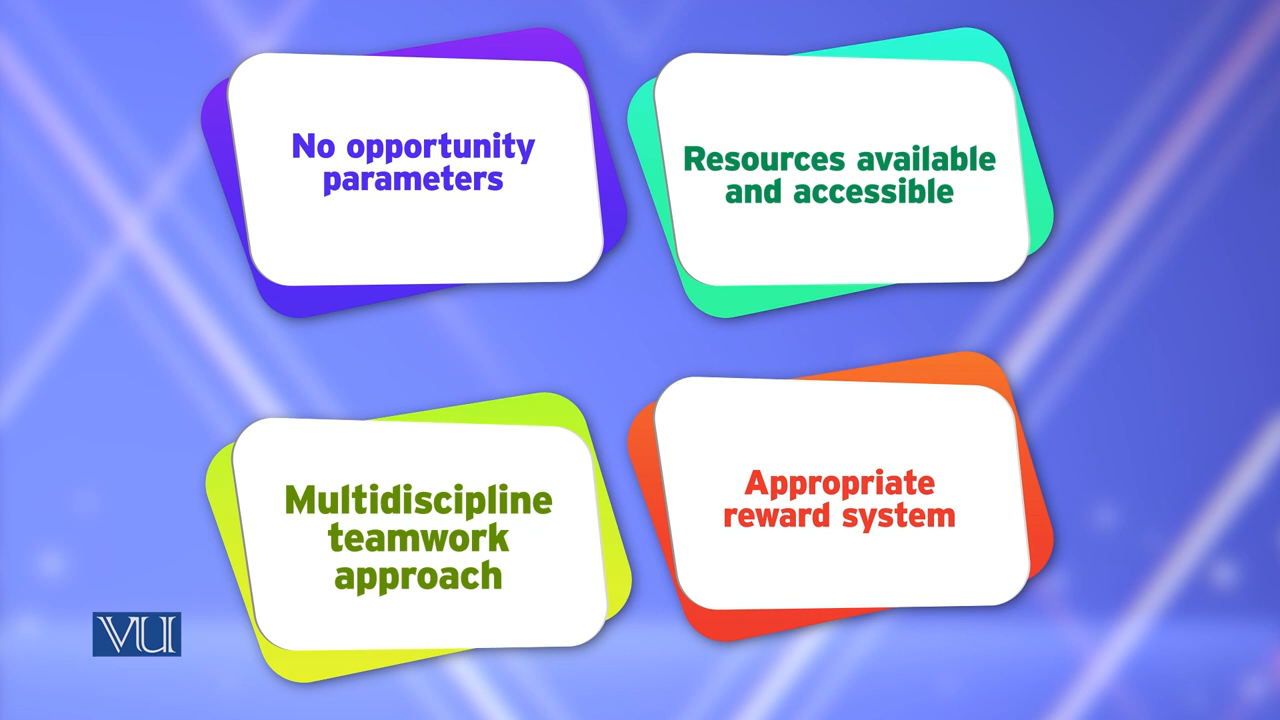 No opportunity
parameters
Resources available
and accessible
Multidiscipline
teamwork
approach
Appropriate
reward system
VU